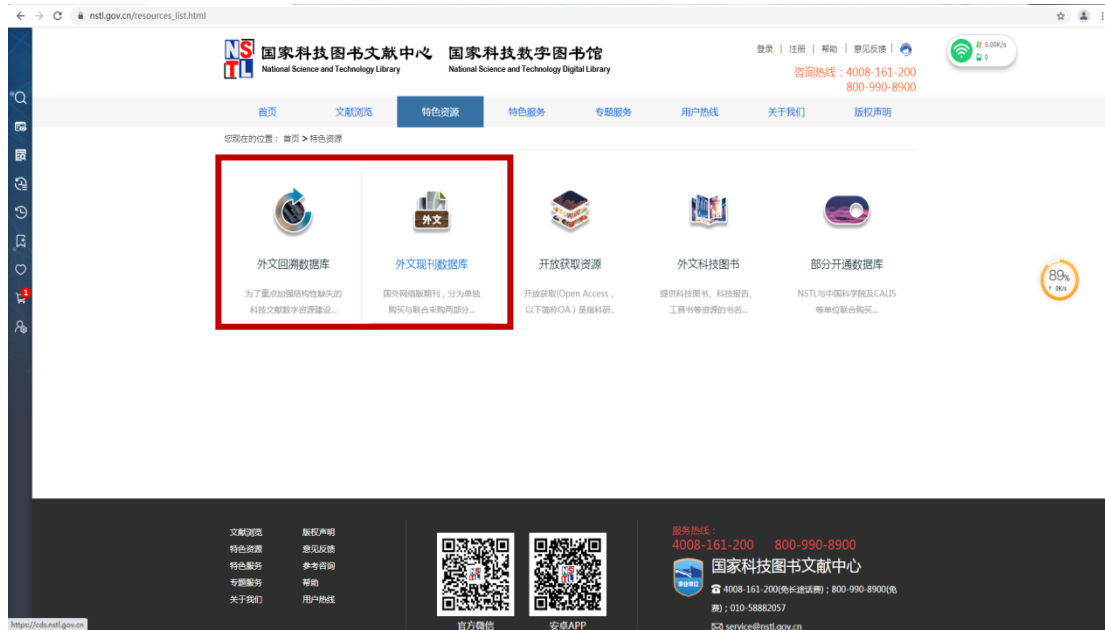 nstl.gov.cn/resources_list.html
NSTL
国家科技图书文献中心 国家科技数字图书馆
National Science and Technology Library National Science and Technology Digital Library
登录 | 注册 | 帮助 | 意见反馈 |
0.00K/s
0
咨询热线：4008-161-200
800-990-8900
首页 文献浏览 特色资源 特色服务 专题服务 用户热线 关于我们 版权声明
您现在的位置： 首页 > 特色资源
外文
外文回溯数据库 外文现刊数据库 开放获取资源 外文科技图书 部分开通数据库
为了重点加强结构性缺失的 国外网络版期刊，分为单独 开放获取(Open Access， 提供科技图书、科技报告、 NSTL与中国科学院及CALIS
科技文献数字资源建设... 购买与联合采购两部分... 以下简称OA）是指科研.. 工具书等资源的书名... 等单位联合购买...
89%
0K/s
1
文献浏览 版权声明
特色资源 意见反馈
特色服务 参考咨询
专题服务 帮助
关于我们 用户热线
官方微信 安卓APP
服务热线：
4008-161-200 800-990-8900
国家科技图书文献中心
事业单位
4008-161-200(免长途话费)；800-990-8900(免
费)；010-58882057
service@nstl.gov.cn
https://cds.nstl.gov.cn